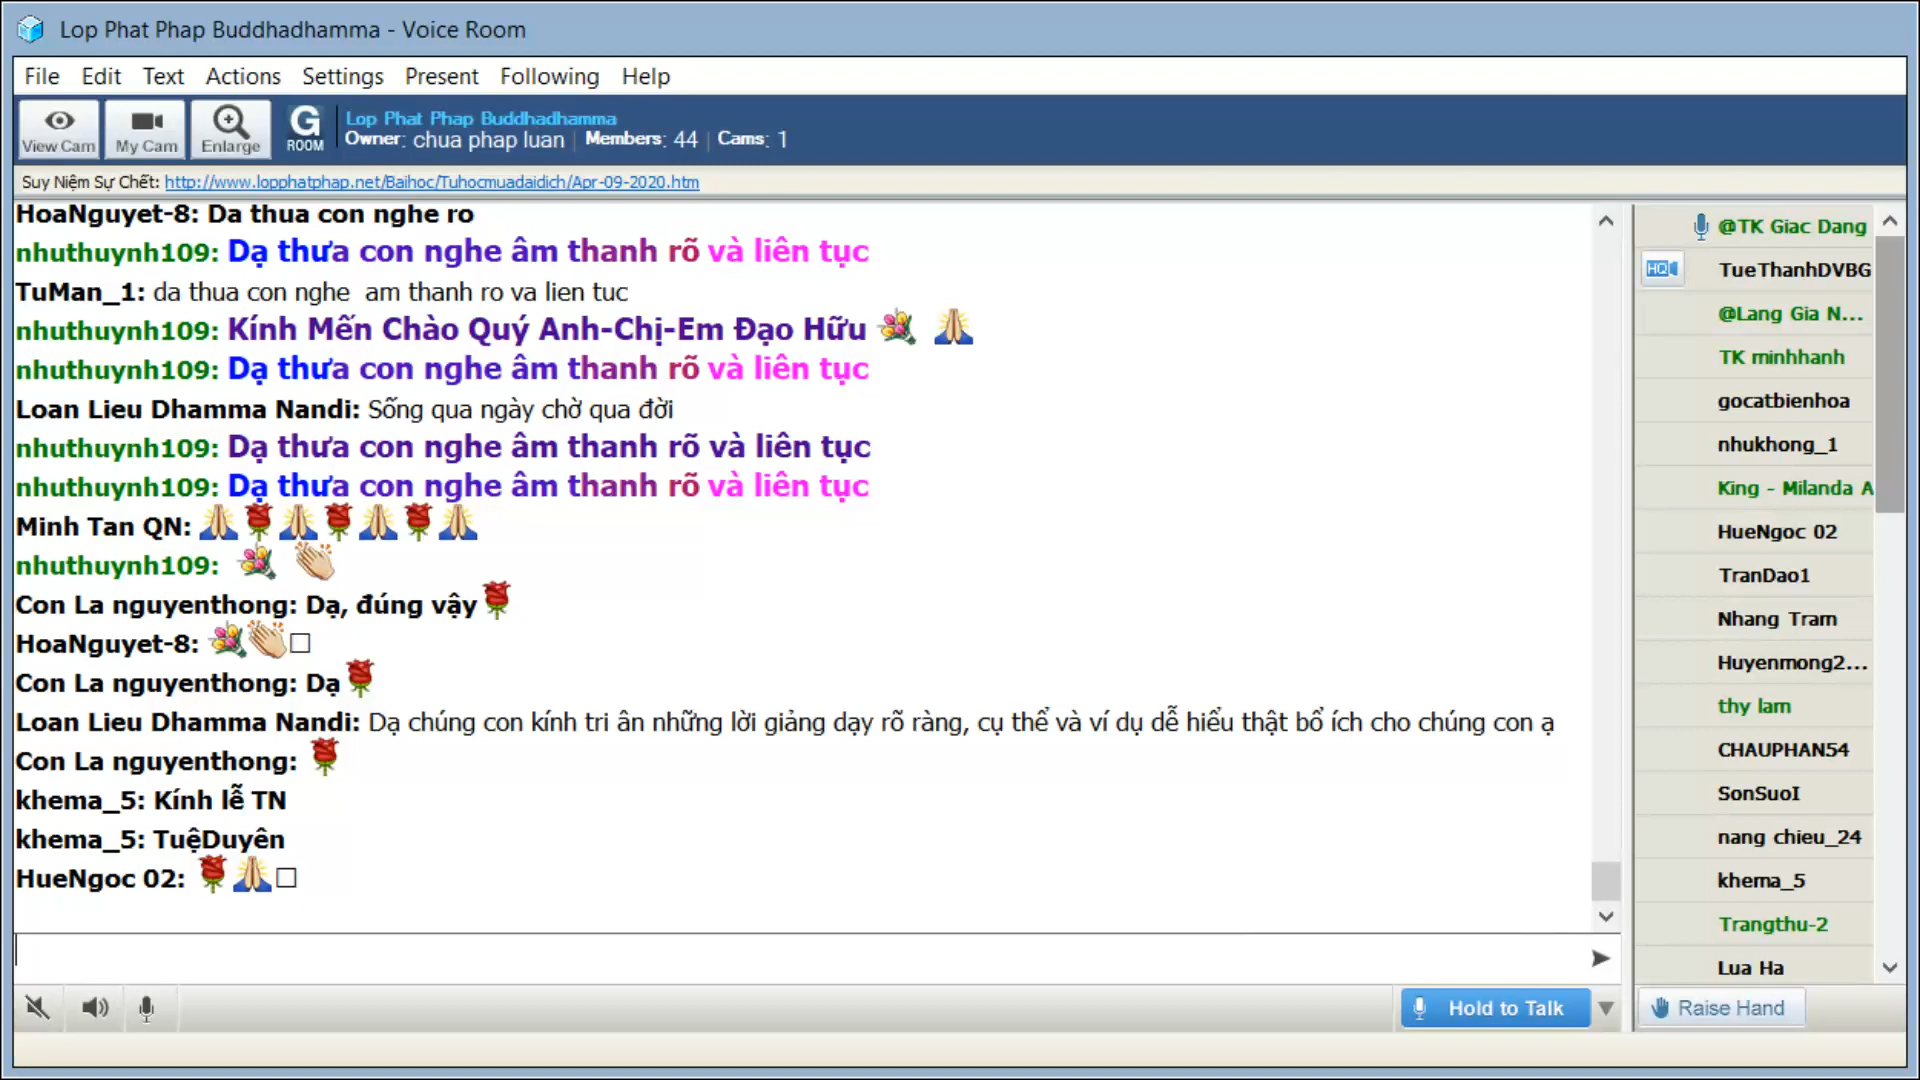 Lop Phat Phap Buddhadhamma - Voice Room
File Edit Text Actions Settings Present Following Help
View Cam My Cam Enlarge G ROOM
Lop Phat Phap Buddhadhamma
Owner: chua phap luan | Members: 44 | Cams: 1
Suy Niệm Sự Chết: http://www.lopphatphap.net/Baihoc/Tuhocmuadaidich/Apr-09-2020.htm
HoaNguyet-8: Da thua con nghe ro
nhuthuynh109: Dạ thưa con nghe âm thanh rõ và liên tục
TuMan_1: da thua con nghe am thanh ro va lien tuc
nhuthuynh109: Kính Mến Chào Quý Anh-Chị-Em Đạo Hữu
nhuthuynh109: Dạ thưa con nghe âm thanh rõ và liên tục
Loan Lieu Dhamma Nandi: Sống qua ngày chờ qua đời
nhuthuynh109: Dạ thưa con nghe âm thanh rõ và liên tục
nhuthuynh109: Dạ thưa con nghe âm thanh rõ và liên tục
Minh Tan QN:
nhuthuynh109:
Con La nguyenthong: Dạ, đúng vậy
HoaNguyet-8:
Con La nguyenthong: Dạ
Loan Lieu Dhamma Nandi: Dạ chúng con kính tri ân những lời giảng dạy rõ ràng, cụ thể và ví dụ dễ hiểu thật bổ ích cho chúng con ạ
Con La nguyenthong:
khema_5: Kính lễ TN
khema_5: TuệDuyên
HueNgoc 02:
@TK Giac Dang
HQ TueThanhDVBG
@Lang Gia N...
TK minhhanh
gocatbienhoa
nhukhong_1
King - Milanda A
HueNgoc 02
TranDao1
Nhang Tram
Huyenmong2...
thy lam
CHAUPHAN54
SonSuoI
nang chieu_24
khema_5
Trangthu-2
Lua Ha
Hold to Talk
Raise Hand